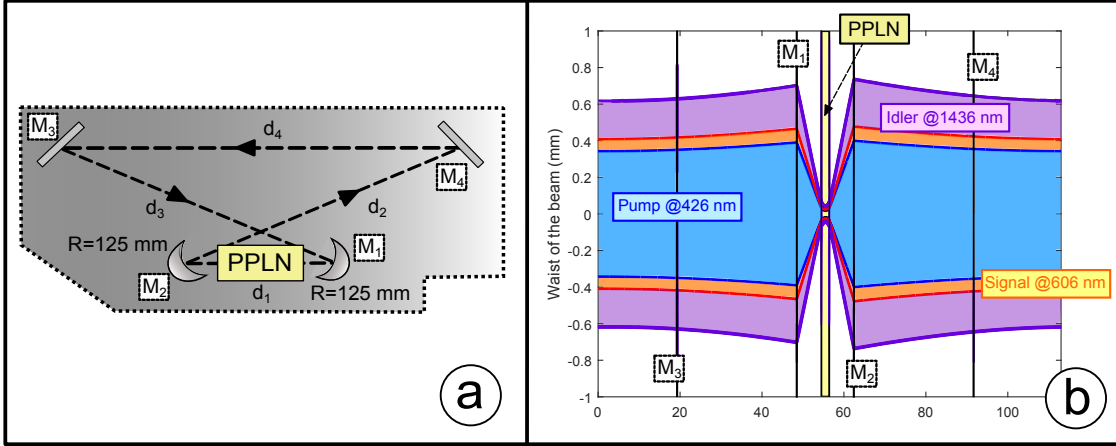 M3
d4
M4
d3
d2
R=125 mm
M1
PPLN
M2
d1
R=125 mm
a
PPLN
1
0.8
0.6
0.4
0.2
0
-0.2
-0.4
-0.6
-0.8
-1
Waist of the beam (mm)
M1
M4
Idler @1436 nm
Pump @426 nm
Signal @606 nm
M3
M2
0
20
40
60
80
100
b